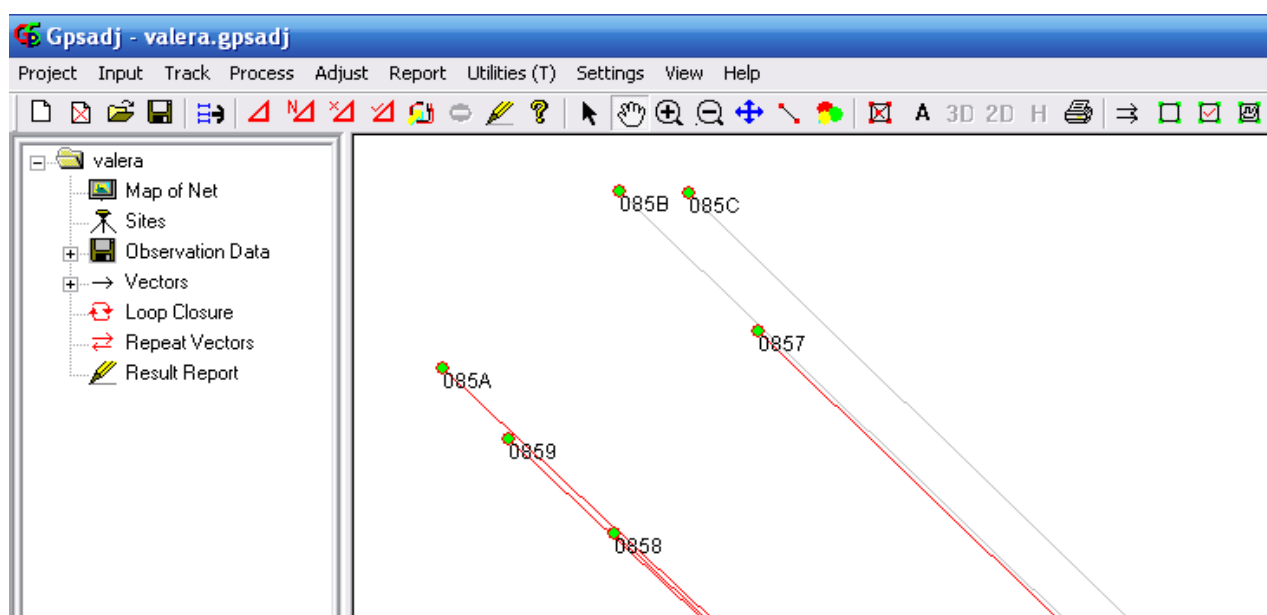 Gpsadj - valera.gpsadj
Project Input Track Process Adjust Report Utilities (T) Settings View Help
N A 3D 2D H
valera
Map of Net
Sites
Observation Data
Vectors
Loop Closure
Repeat Vectors
Result Report
085B 085C
0857
085A
0859
0858